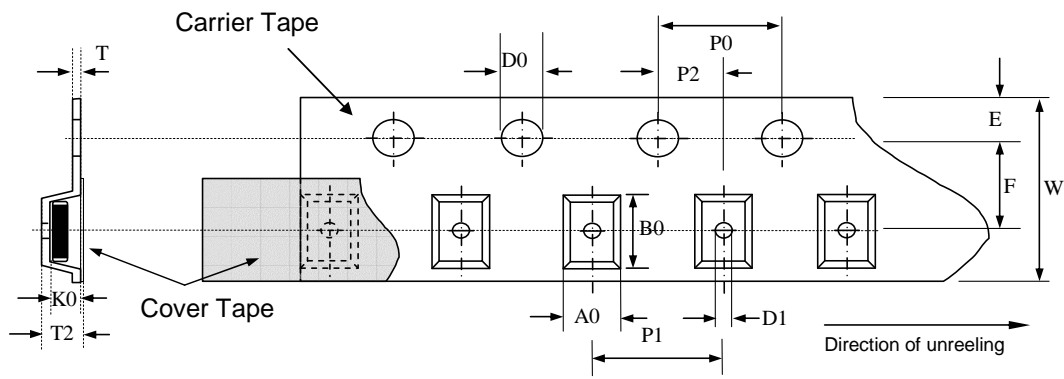 Carrier Tape
P0
T
D0
P2
E
W
F
B0
K0
Cover Tape
A0
D1
T2
P1
Direction of unreeling